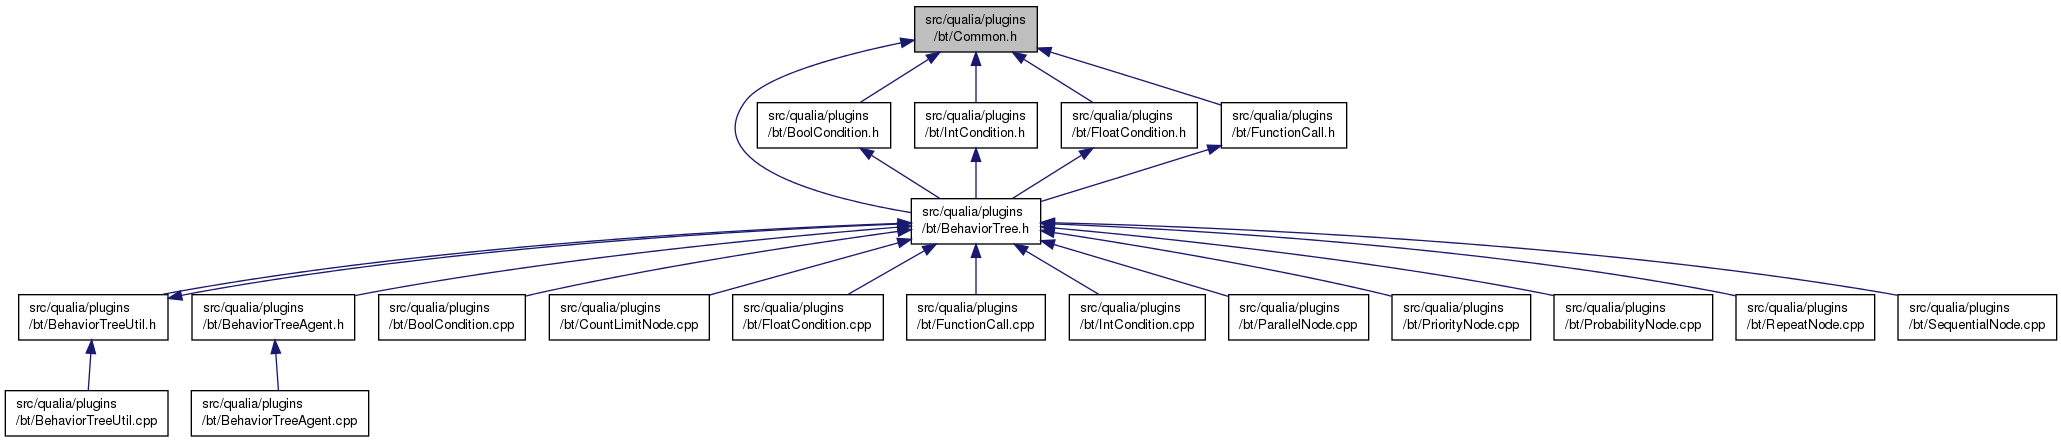 src/qualia/plugins
/bt/Common.h
src/qualia/plugins
/bt/BoolCondition.h
src/qualia/plugins
/bt/IntCondition.h
src/qualia/plugins
/bt/FloatCondition.h
src/qualia/plugins
/bt/FunctionCall.h
src/qualia/plugins
/bt/BehaviorTree.h
src/qualia/plugins
/bt/BehaviorTreeUtil.h
src/qualia/plugins
/bt/BehaviorTreeAgent.h
src/qualia/plugins
/bt/BoolCondition.cpp
src/qualia/plugins
/bt/CountLimitNode.cpp
src/qualia/plugins
/bt/FloatCondition.cpp
src/qualia/plugins
/bt/FunctionCall.cpp
src/qualia/plugins
/bt/IntCondition.cpp
src/qualia/plugins
/bt/ParallelNode.cpp
src/qualia/plugins
/bt/PriorityNode.cpp
src/qualia/plugins
/bt/ProbabilityNode.cpp
src/qualia/plugins
/bt/RepeatNode.cpp
src/qualia/plugins
/bt/SequentialNode.cpp
src/qualia/plugins
/bt/BehaviorTreeUtil.cpp
src/qualia/plugins
/bt/BehaviorTreeAgent.cpp